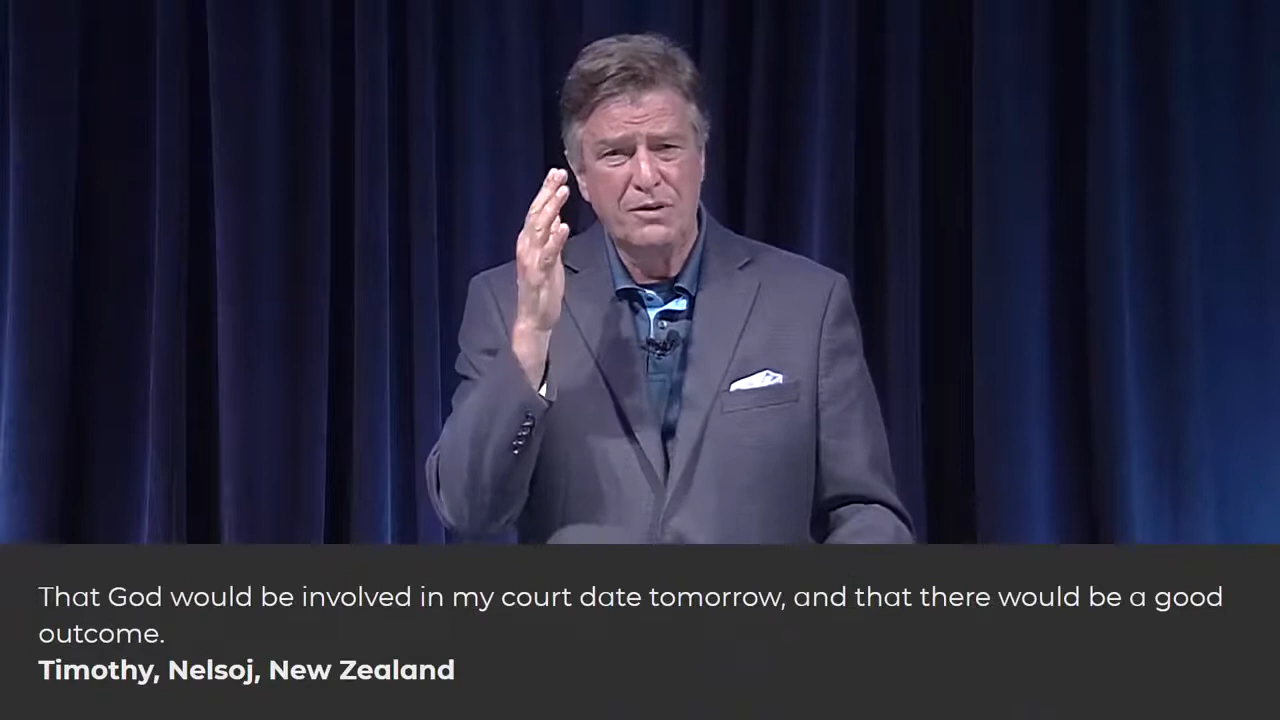 That God would be involved in my court date tomorrow, and that there would be a good
outcome.
Timothy, Nelsoj, New Zealand